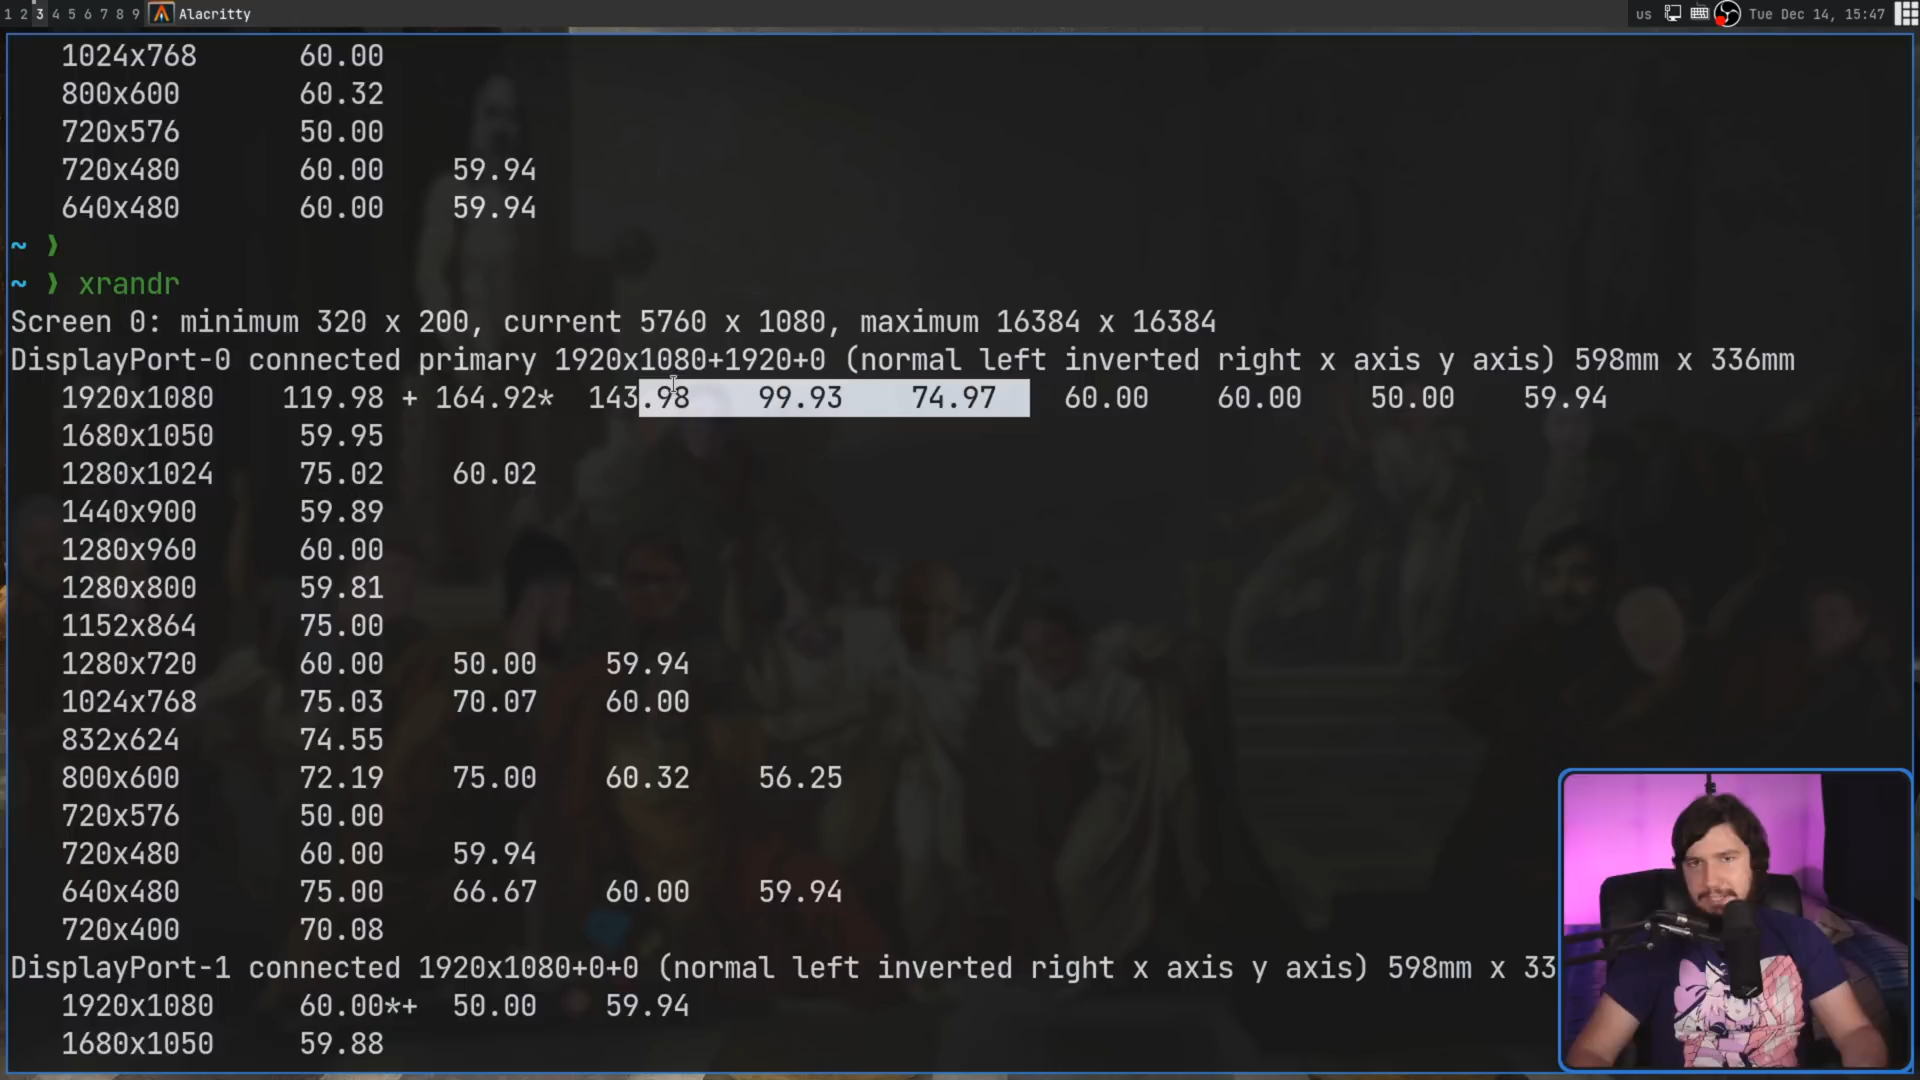 1 2 3 4 5 6 7 8 9 Alacritty us Tue Dec 14, 15:47
1024x768 60.00
800x600 60.32
720x576 50.00
720x480 60.00 59.94
640x480 60.00 59.94
~ ❯
~ ❯ xrandr
Screen 0: minimum 320 x 200, current 5760 x 1080, maximum 16384 x 16384
DisplayPort-0 connected primary 1920x1080+1920+0 (normal left inverted right x axis y axis) 598mm x 336mm
1920x1080 119.98 + 164.92* 143.98 99.93 74.97 60.00 60.00 50.00 59.94
1680x1050 59.95
1280x1024 75.02 60.02
1440x900 59.89
1280x960 60.00
1280x800 59.81
1152x864 75.00
1280x720 60.00 50.00 59.94
1024x768 75.03 70.07 60.00
832x624 74.55
800x600 72.19 75.00 60.32 56.25
720x576 50.00
720x480 60.00 59.94
640x480 75.00 66.67 60.00 59.94
720x400 70.08
DisplayPort-1 connected 1920x1080+0+0 (normal left inverted right x axis y axis) 598mm x 33
1920x1080 60.00*+ 50.00 59.94
1680x1050 59.88